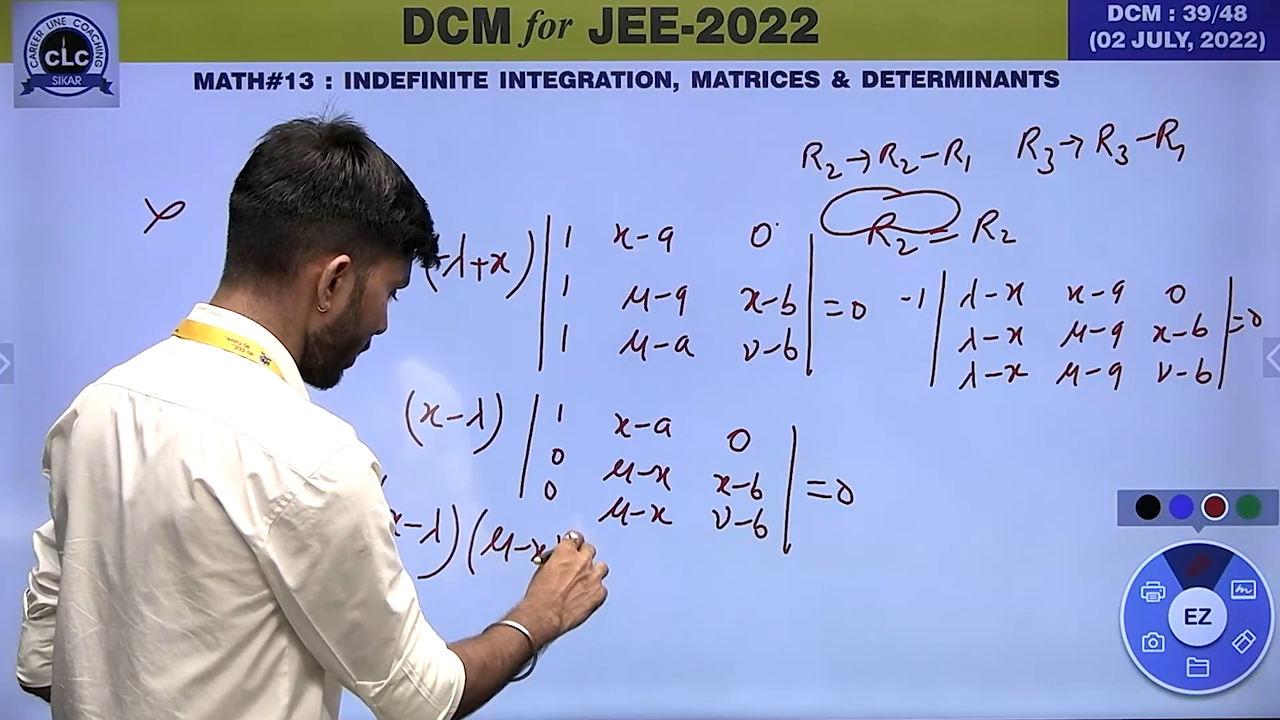 CAREER LINE COACHING
CLC
SIKAR
DCM for JEE-2022
DCM : 39/48
(02 JULY, 2022)
MATH#13 : INDEFINITE INTEGRATION, MATRICES & DETERMINANTS
R₂→R₂-R₁ R₃→R₃-R₁
R₂ = R₂
(-λ+x) | 1 x-a 0 |
| 1 μ-a x-b | = 0
| 1 μ-a ν-b |
-1 | λ-x x-a 0 |
| λ-x μ-a x-b | = 0
| λ-x μ-a ν-b |
(x-λ) | 1 x-a 0 |
| 0 μ-x x-b | = 0
| 0 μ-x ν-b |
x-λ) (μ-x
EZ